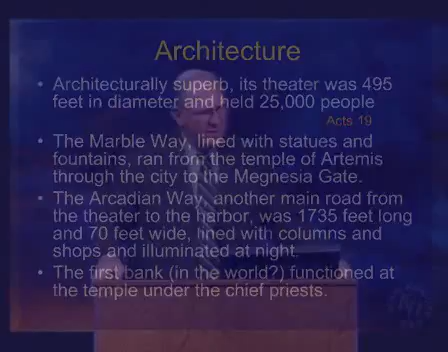 Architecture
• Architecturally superb, its theater was 495
feet in diameter and held 25,000 people
Acts 19
• The Marble Way, lined with statues and
fountains, ran from the temple of Artemis
through the city to the Megnesia Gate.
• The Arcadian Way, another main road from
the theater to the harbor, was 1735 feet long
and 70 feet wide, lined with columns and
shops and illuminated at night.
• The first bank (in the world?) functioned at
the temple under the chief priests.